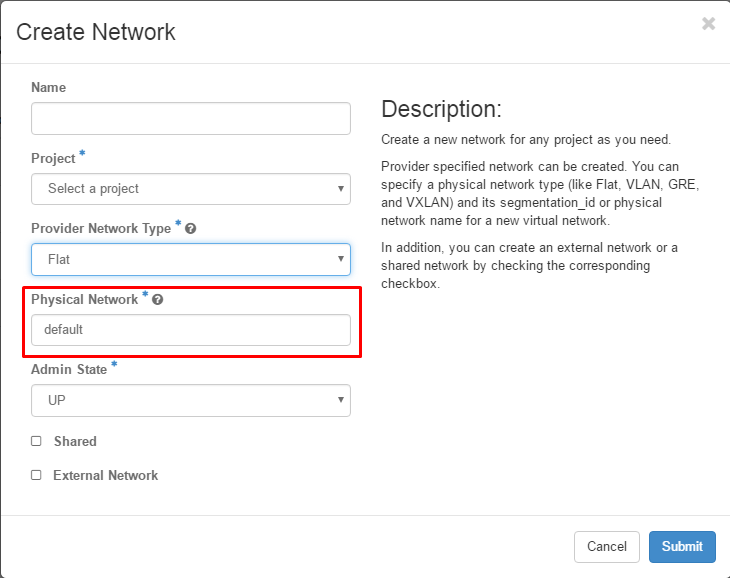 Create Network
Name
Project *
Select a project
Provider Network Type *
Flat
Physical Network *
default
Admin State *
UP
Shared
External Network
Description:
Create a new network for any project as you need.
Provider specified network can be created. You can
specify a physical network type (like Flat, VLAN, GRE,
and VXLAN) and its segmentation_id or physical
network name for a new virtual network.
In addition, you can create an external network or a
shared network by checking the corresponding
checkbox.
Cancel
Submit